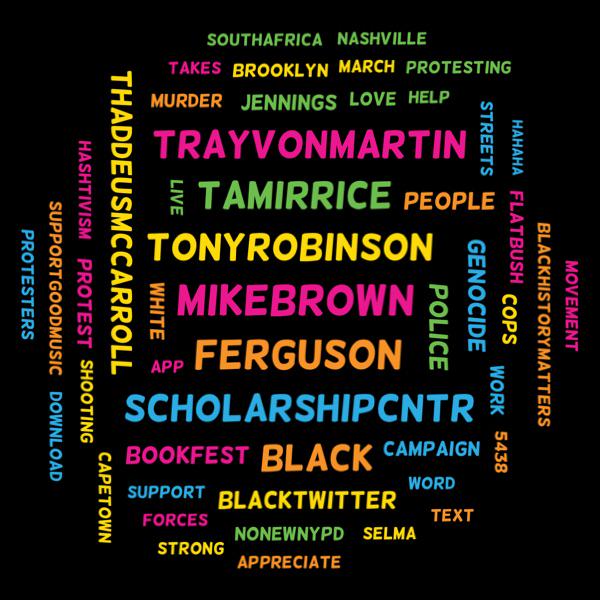 SOUTHAFRICA NASHVILLE
TAKES BROOKLYN MARCH PROTESTING
MURDER JENNINGS LOVE HELP
TRAYVONMARTIN
TAMIRRICE PEOPLE
TONYROBINSON
MIKEBROWN
FERGUSON
APP
SCHOLARSHIPCNTR
BOOKFEST BLACK CAMPAIGN
SUPPORT BLACKTWITTER WORD
FORCES NONEWNYPD SELMA TEXT
STRONG APPRECIATE
PROTESTERS
SUPPORTGOODMUSIC
DOWNLOAD
HASHTIVISM
PROTEST
SHOOTING
CAPETOWN
THADDEUSMCCARROLL
LIVE
WHITE
POLICE
GENOCIDE
STREETS
HAHAHA
FLATBUSH
COPS
WORK
5438
BLACKHISTORYMATTERS
MOVEMENT